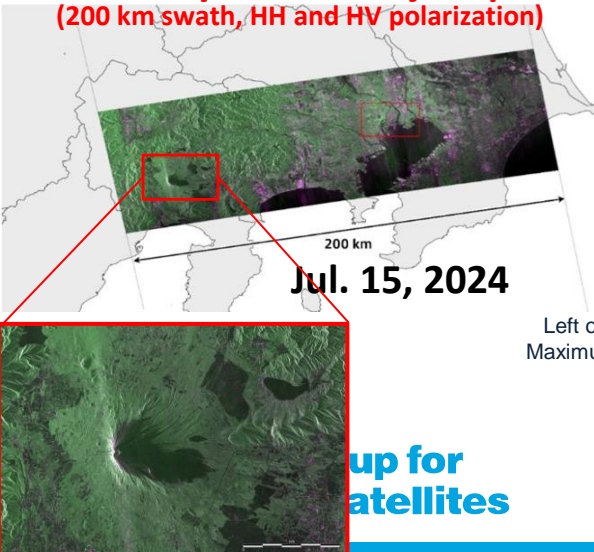 (200 km swath, HH and HV polarization)
200 km
Jul. 15, 2024
Left
Maximu
up for
atellites